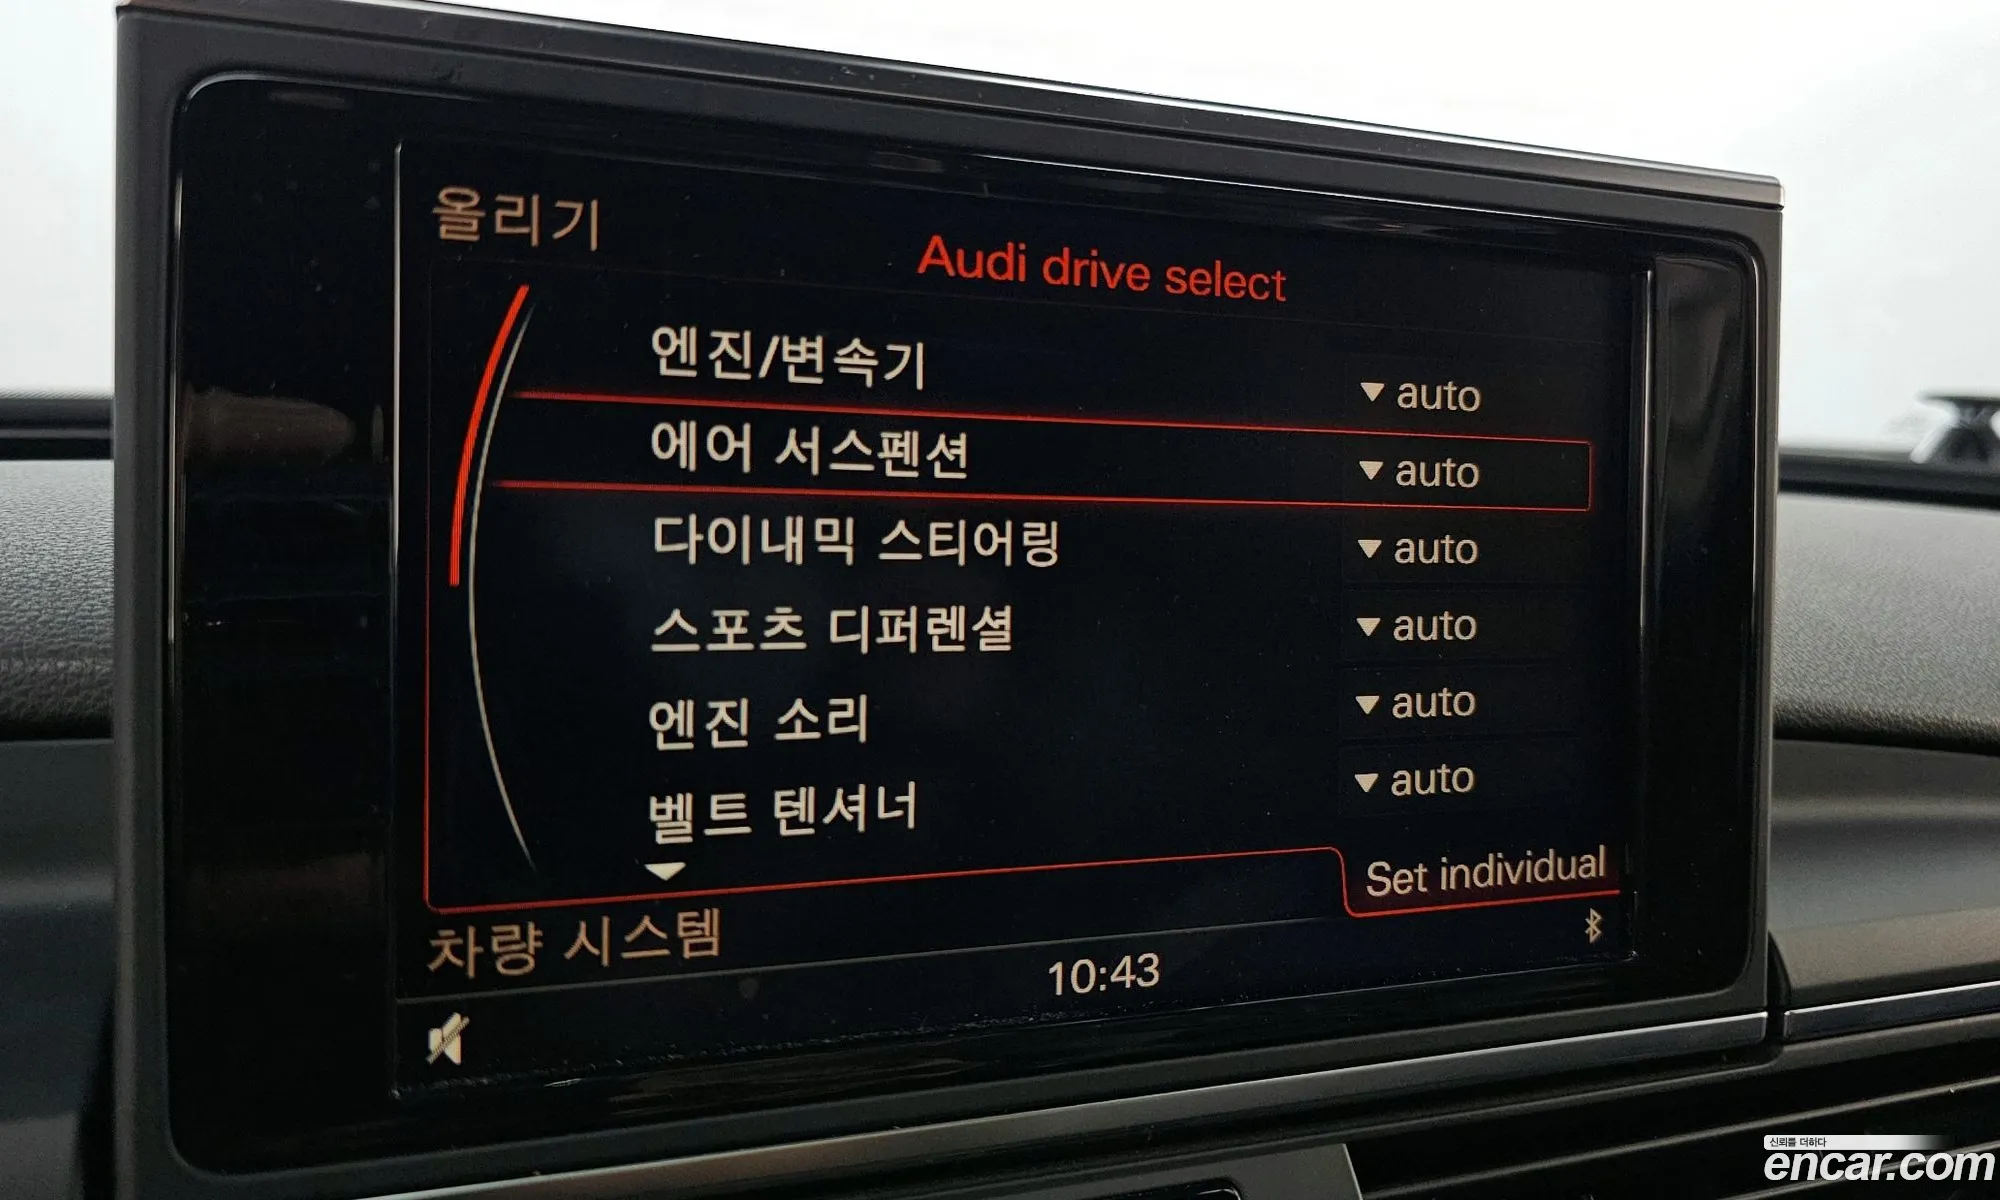 올리기
Audi drive select
엔진/변속기 auto
에어 서스펜션 auto
다이내믹 스티어링 auto
스포츠 디퍼렌셜 auto
엔진 소리 auto
벨트 텐셔너 auto
Set individual
차량 시스템
10:43
신뢰를 더하다
encar.com